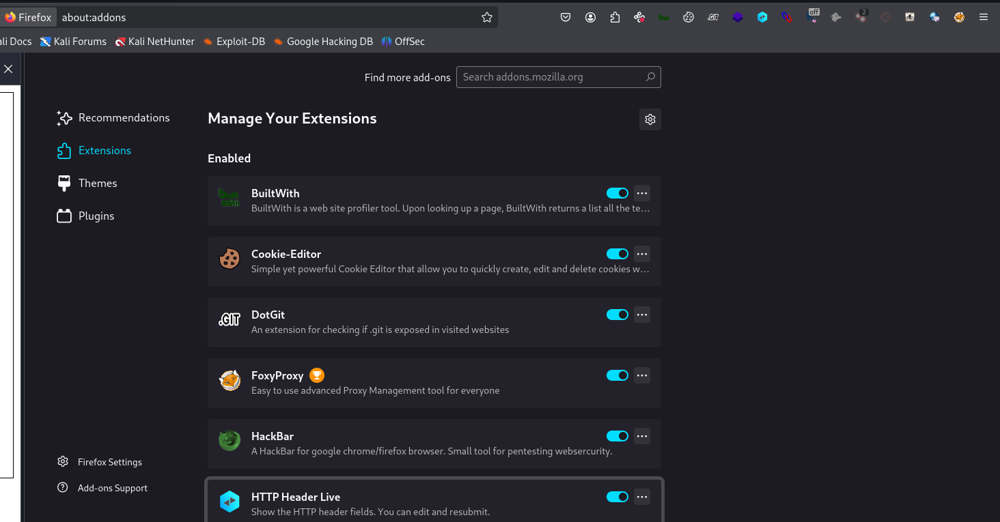 Firefox about:addons
off
2
.GIT
ali Docs Kali Forums Kali NetHunter Exploit-DB Google Hacking DB OffSec
Find more add-ons Search addons.mozilla.org
Recommendations
Extensions
Themes
Plugins
Firefox Settings
Add-ons Support
Manage Your Extensions
Enabled
BuiltWith
BuiltWith is a web site profiler tool. Upon looking up a page, BuiltWith returns a list all the te…
Cookie-Editor
Simple yet powerful Cookie Editor that allow you to quickly create, edit and delete cookies w…
.GIT
DotGit
An extension for checking if .git is exposed in visited websites
FoxyProxy
Easy to use advanced Proxy Management tool for everyone
HackBar
A HackBar for google chrome/firefox browser. Small tool for pentesting websercurity.
HTTP Header Live
Show the HTTP header fields. You can edit and resubmit.